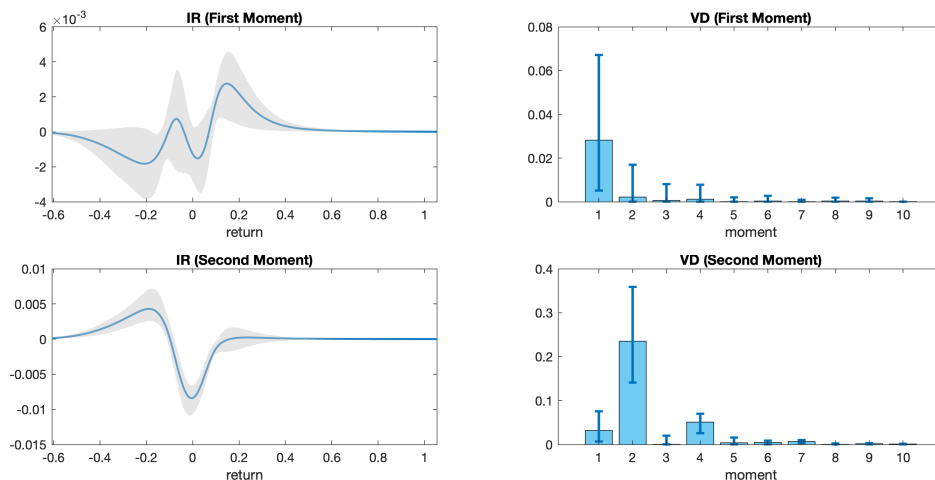 IR (First Moment)
×10⁻³
6
4
2
0
-2
-4
-0.6 -0.4 -0.2 0 0.2 0.4 0.6 0.8 1
return
VD (First Moment)
0.08
0.06
0.04
0.02
0
1 2 3 4 5 6 7 8 9 10
moment
IR (Second Moment)
0.01
0.005
0
-0.005
-0.01
-0.015
-0.6 -0.4 -0.2 0 0.2 0.4 0.6 0.8 1
return
VD (Second Moment)
0.4
0.3
0.2
0.1
0
1 2 3 4 5 6 7 8 9 10
moment